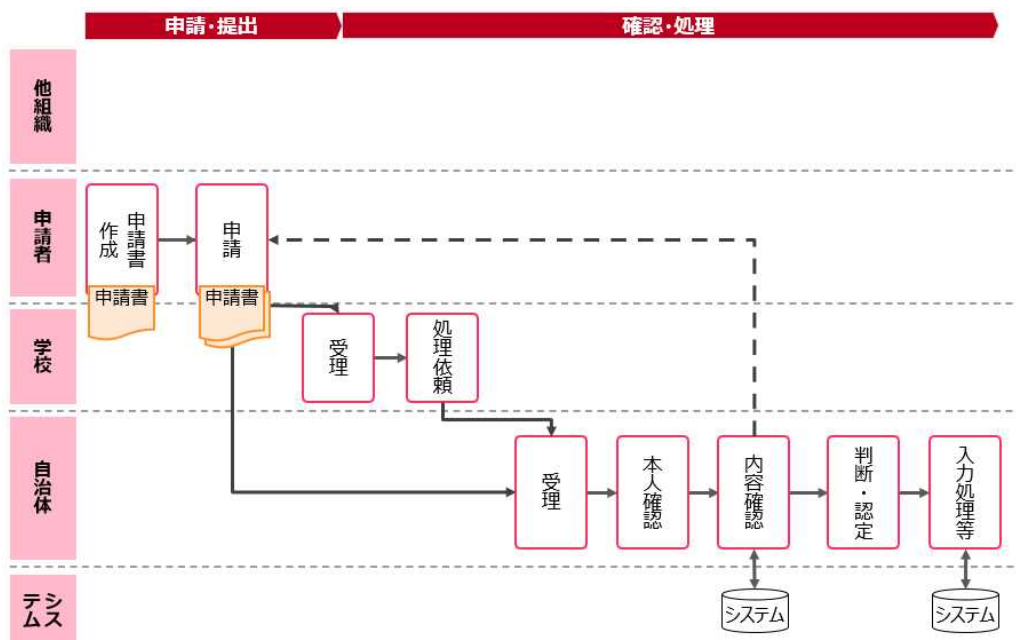 申請・提出
確認・処理
他組織
申請者
申請書
作成
申請
申請書
申請書
学校
受理
処理依頼
自治体
受理
本人確認
内容確認
判断・認定
入力処理等
シス
テム
システム
システム